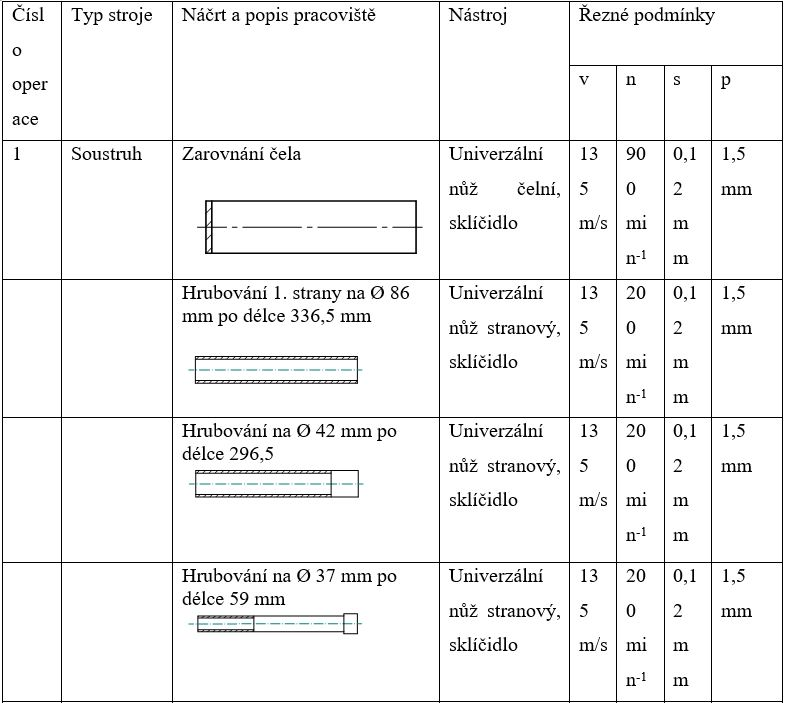 Čísl
o
oper
ace
Typ stroje
Náčrt a popis pracoviště
Nástroj
Řezné podmínky
v
n
s
p
1
Soustruh
Zarovnání čela
Univerzální
nůž čelní,
sklíčidlo
13
5
m/s
90
0
mi
n-1
0,1
2
m
m
1,5
mm
Hrubování 1. strany na Ø 86
mm po délce 336,5 mm
Univerzální
nůž stranový,
sklíčidlo
13
5
m/s
20
0
mi
n-1
0,1
2
m
m
1,5
mm
Hrubování na Ø 42 mm po
délce 296,5
Univerzální
nůž stranový,
sklíčidlo
13
5
m/s
20
0
mi
n-1
0,1
2
m
m
1,5
mm
Hrubování na Ø 37 mm po
délce 59 mm
Univerzální
nůž stranový,
sklíčidlo
13
5
m/s
20
0
mi
n-1
0,1
2
m
m
1,5
mm